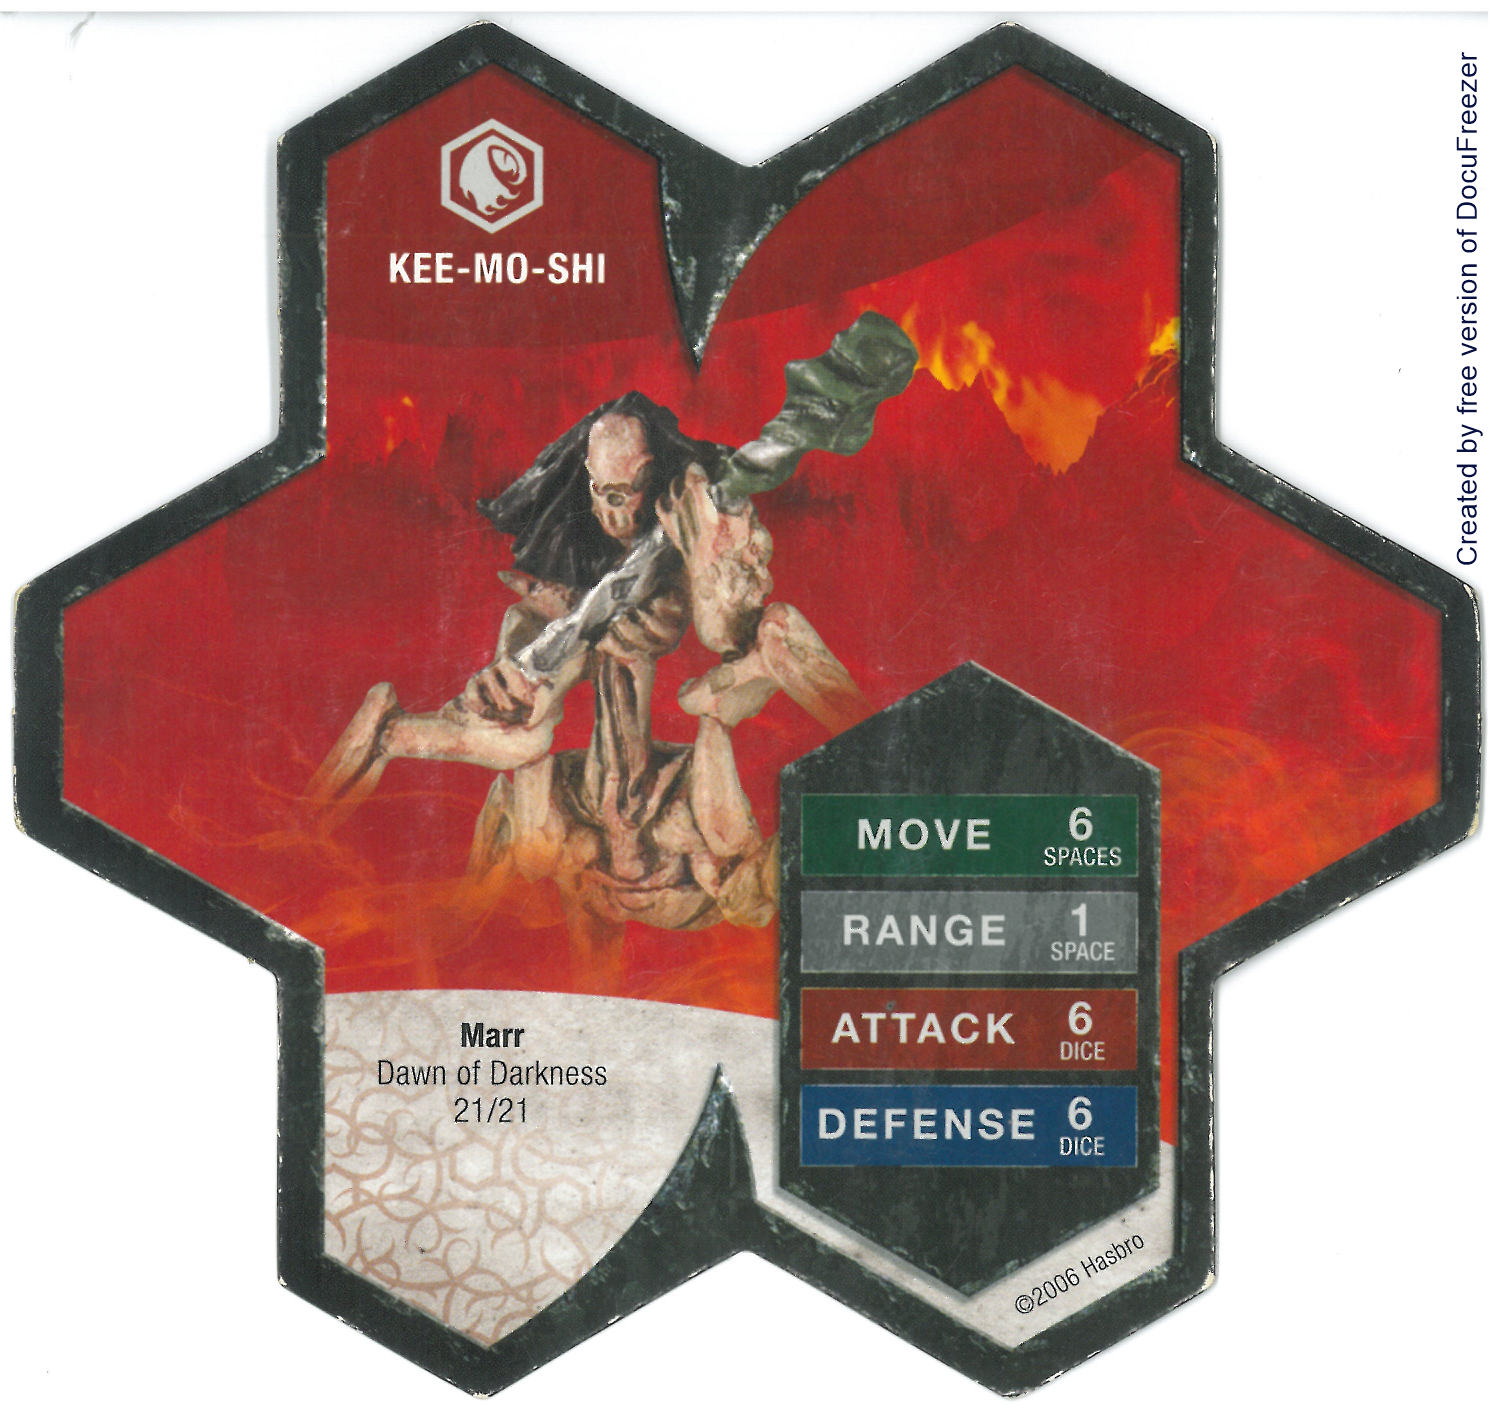 KEE-MO-SHI
MOVE 6 SPACES
RANGE 1 SPACE
ATTACK 6 DICE
DEFENSE 6 DICE
Marr
Dawn of Darkness
21/21
©2006 Hasbro
Created by free version of DocuFreezer